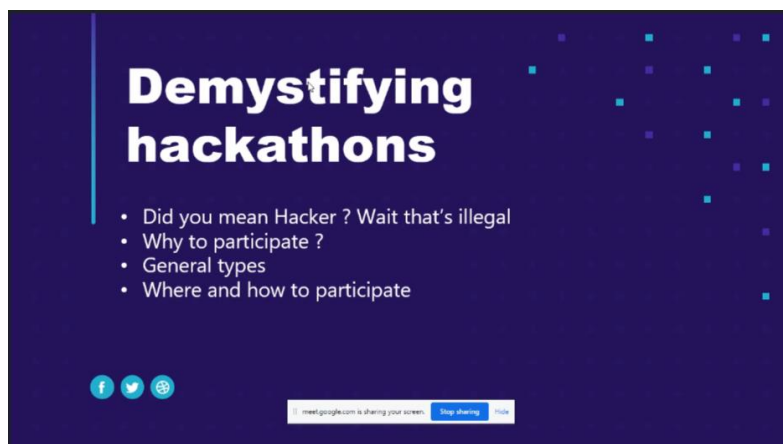 Demystifying
hackathons
• Did you mean Hacker ? Wait that's illegal
• Why to participate ?
• General types
• Where and how to participate
meet.google.com is sharing your screen. Stop sharing Hide